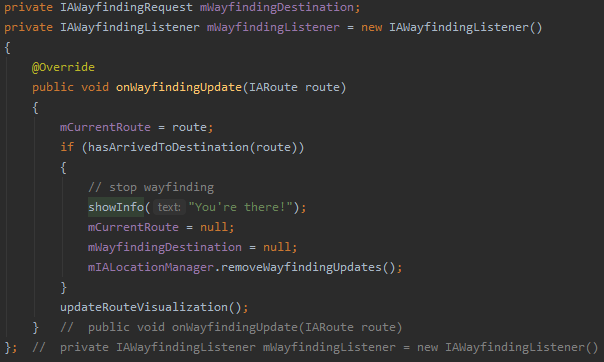 private IAWayfindingRequest mWayfindingDestination;
private IAWayfindingListener mWayfindingListener = new IAWayfindingListener()
{
@Override
public void onWayfindingUpdate(IARoute route)
{
mCurrentRoute = route;
if (hasArrivedToDestination(route))
{
// stop wayfinding
showInfo( text: "You're there!");
mCurrentRoute = null;
mWayfindingDestination = null;
mIALocationManager.removeWayfindingUpdates();
}
updateRouteVisualization();
} // public void onWayfindingUpdate(IARoute route)
}; // private IAWayfindingListener mWayfindingListener = new IAWayfindingListener()